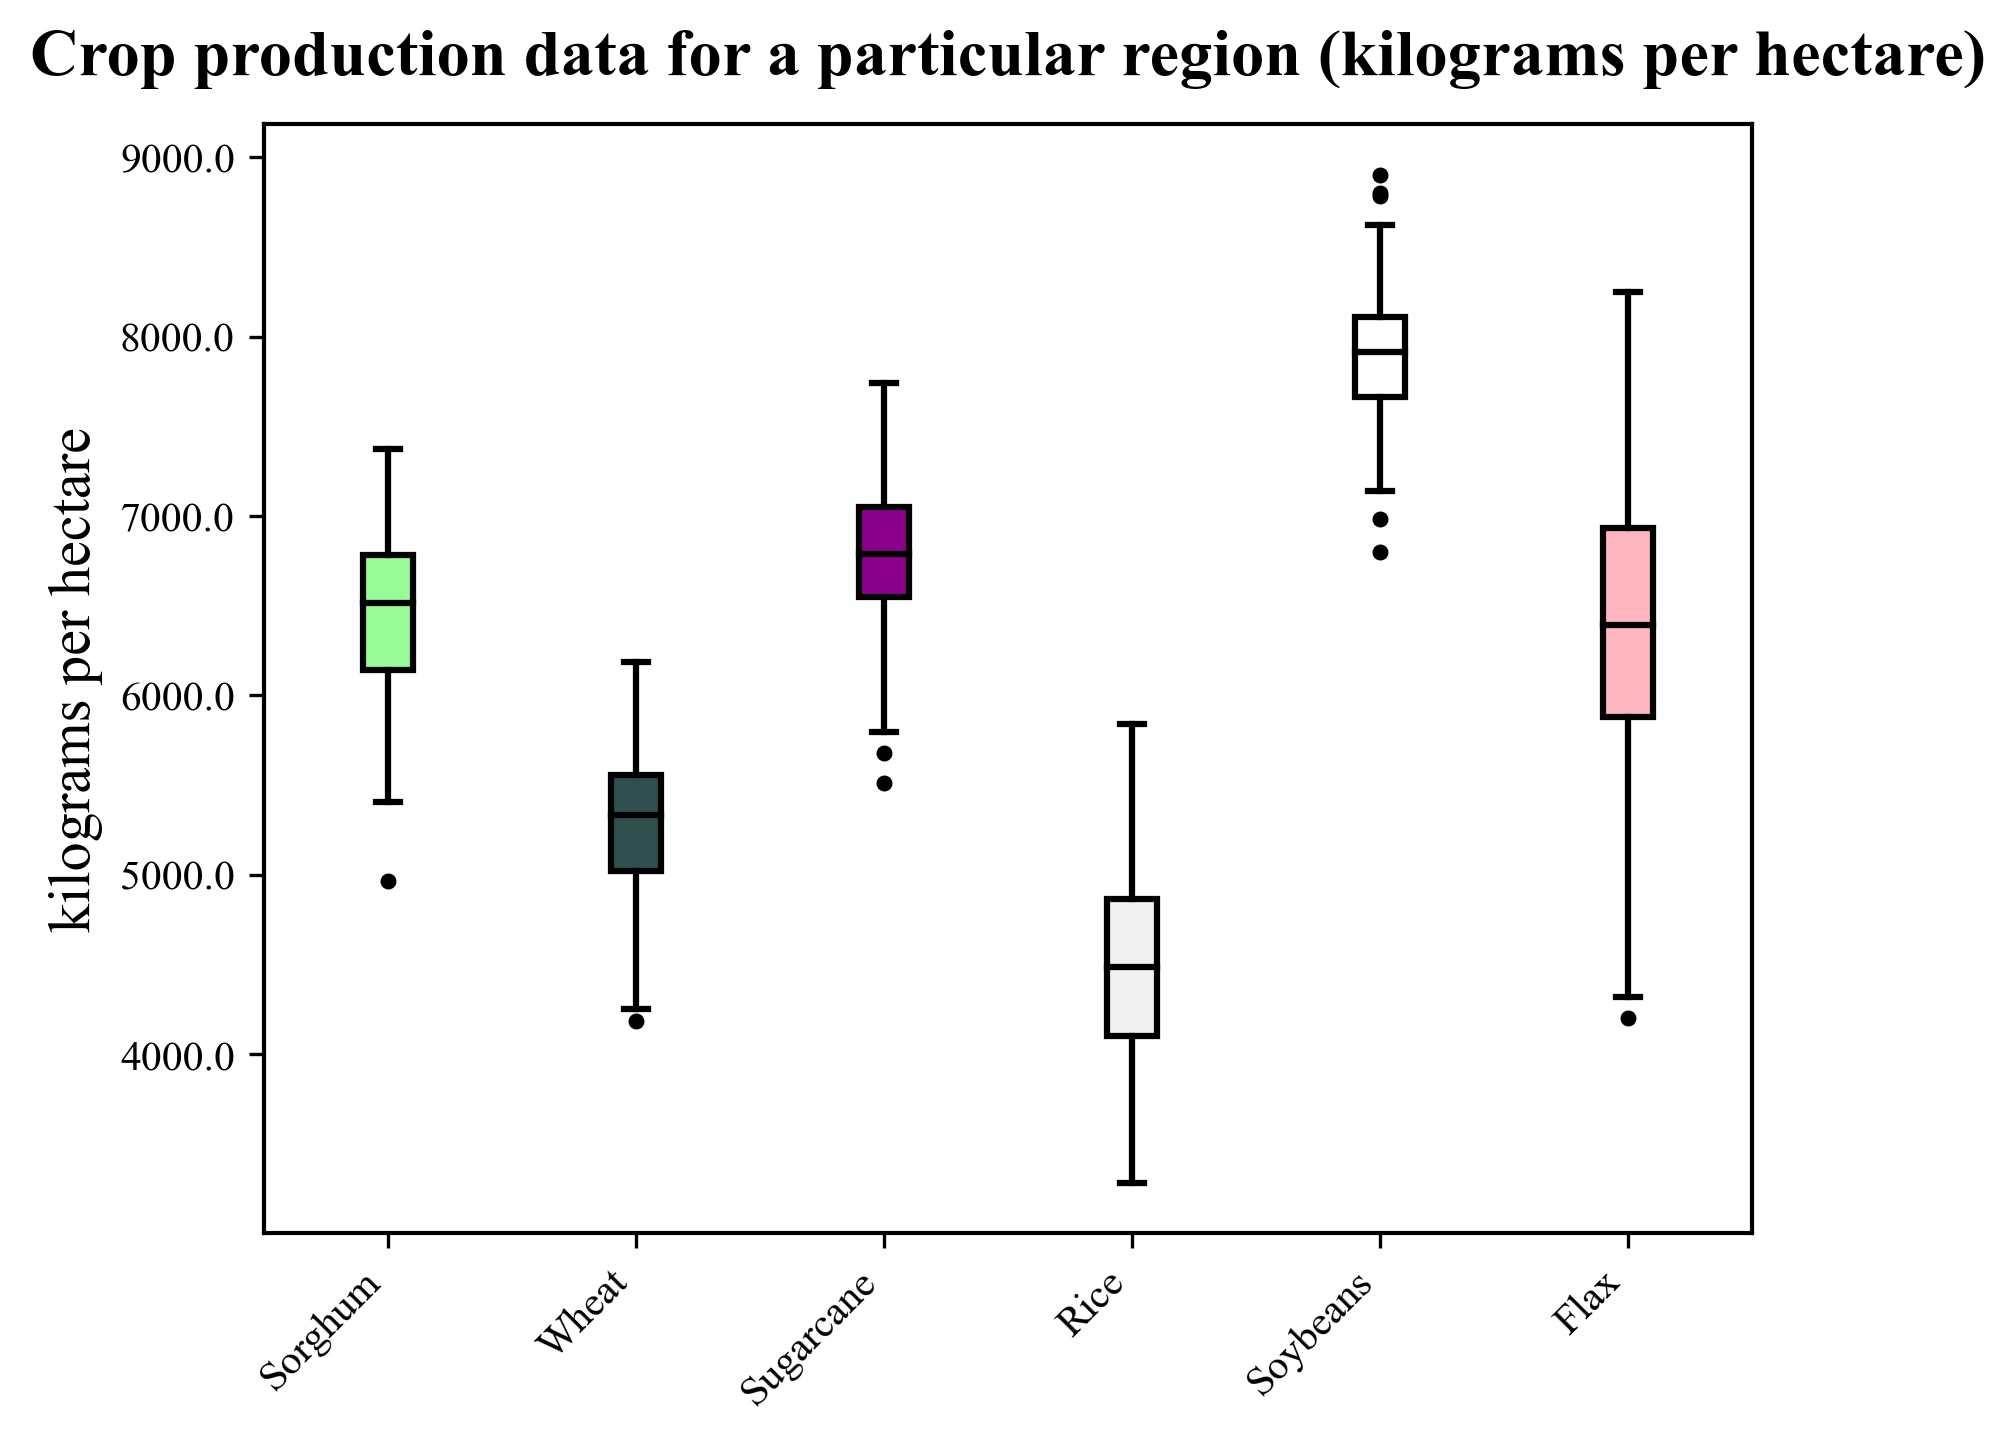 Crop production data for a particular region (kilograms per hectare)
kilograms per hectare
9000.0
8000.0
7000.0
6000.0
5000.0
4000.0
Sorghum
Wheat
Sugarcane
Rice
Soybeans
Flax